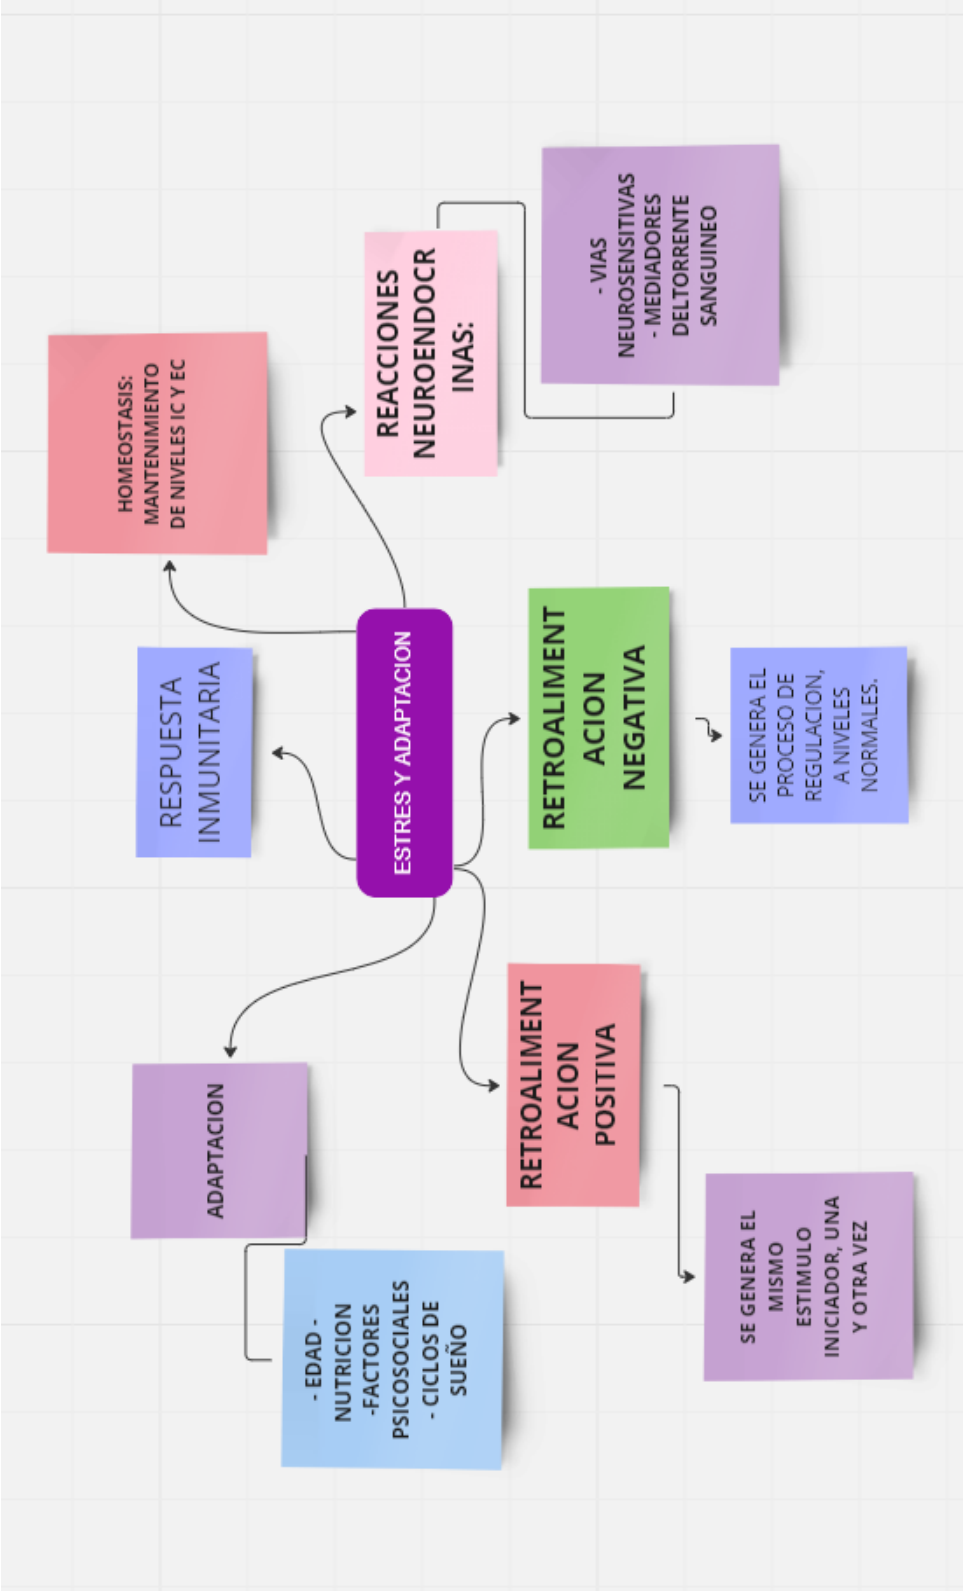 HOMEOSTASIS:
MANTENIMIENTO
DE NIVELES IC Y EC
RESPUESTA
INMUNITARIA
ADAPTACION
- EDAD -
NUTRICION
-FACTORES
PSICOSOCIALES
- CICLOS DE
SUEÑO
ESTRES Y ADAPTACION
REACCIONES
NEUROENDOCR
INAS:
- VIAS
NEUROSENSITIVAS
- MEDIADORES
DELTORRENTE
SANGUINEO
RETROALIMENT
ACION
NEGATIVA
SE GENERA EL
PROCESO DE
REGULACION,
A NIVELES
NORMALES.
RETROALIMENT
ACION
POSITIVA
SE GENERA EL
MISMO
ESTIMULO
INICIADOR, UNA
Y OTRA VEZ